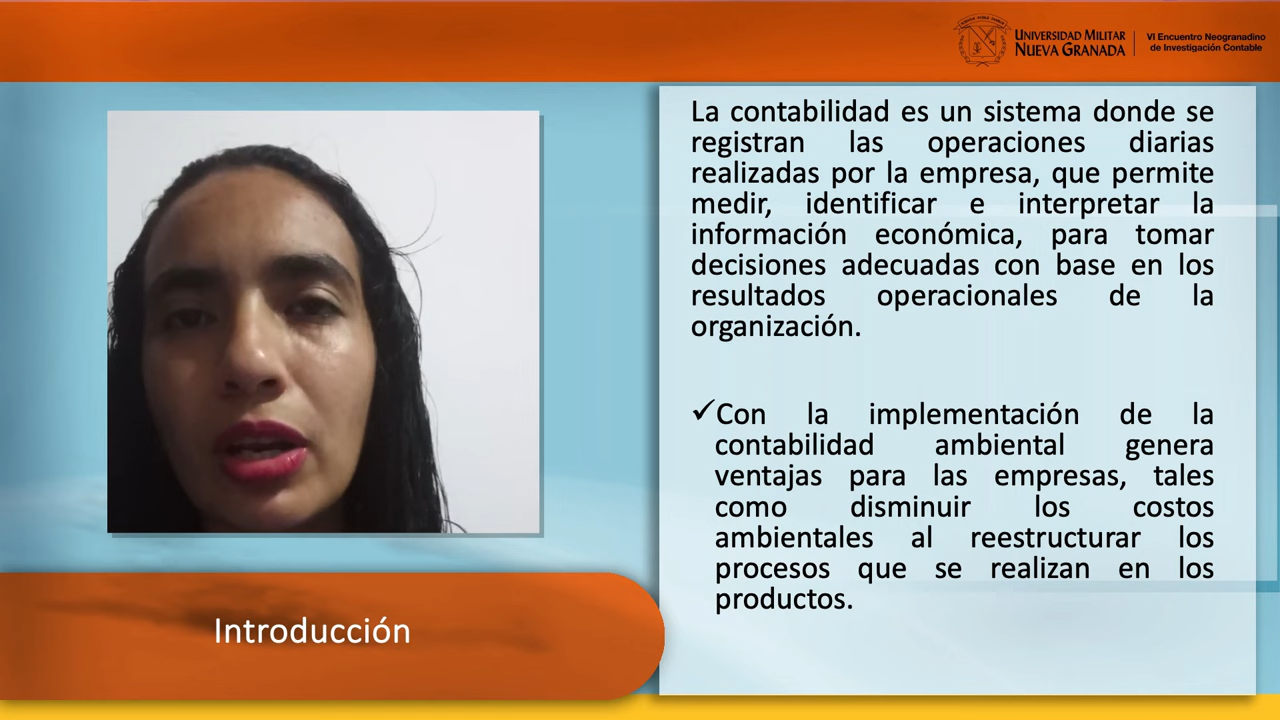 UNIVERSIDAD MILITAR
NUEVA GRANADA
VI Encuentro Neogranadino
de Investigación Contable
La contabilidad es un sistema donde se
registran las operaciones diarias
realizadas por la empresa, que permite
medir, identificar e interpretar la
información económica, para tomar
decisiones adecuadas con base en los
resultados operacionales de la
organización.
✓Con la implementación de la
contabilidad ambiental genera
ventajas para las empresas, tales
como disminuir los costos
ambientales al reestructurar los
procesos que se realizan en los
productos.
Introducción